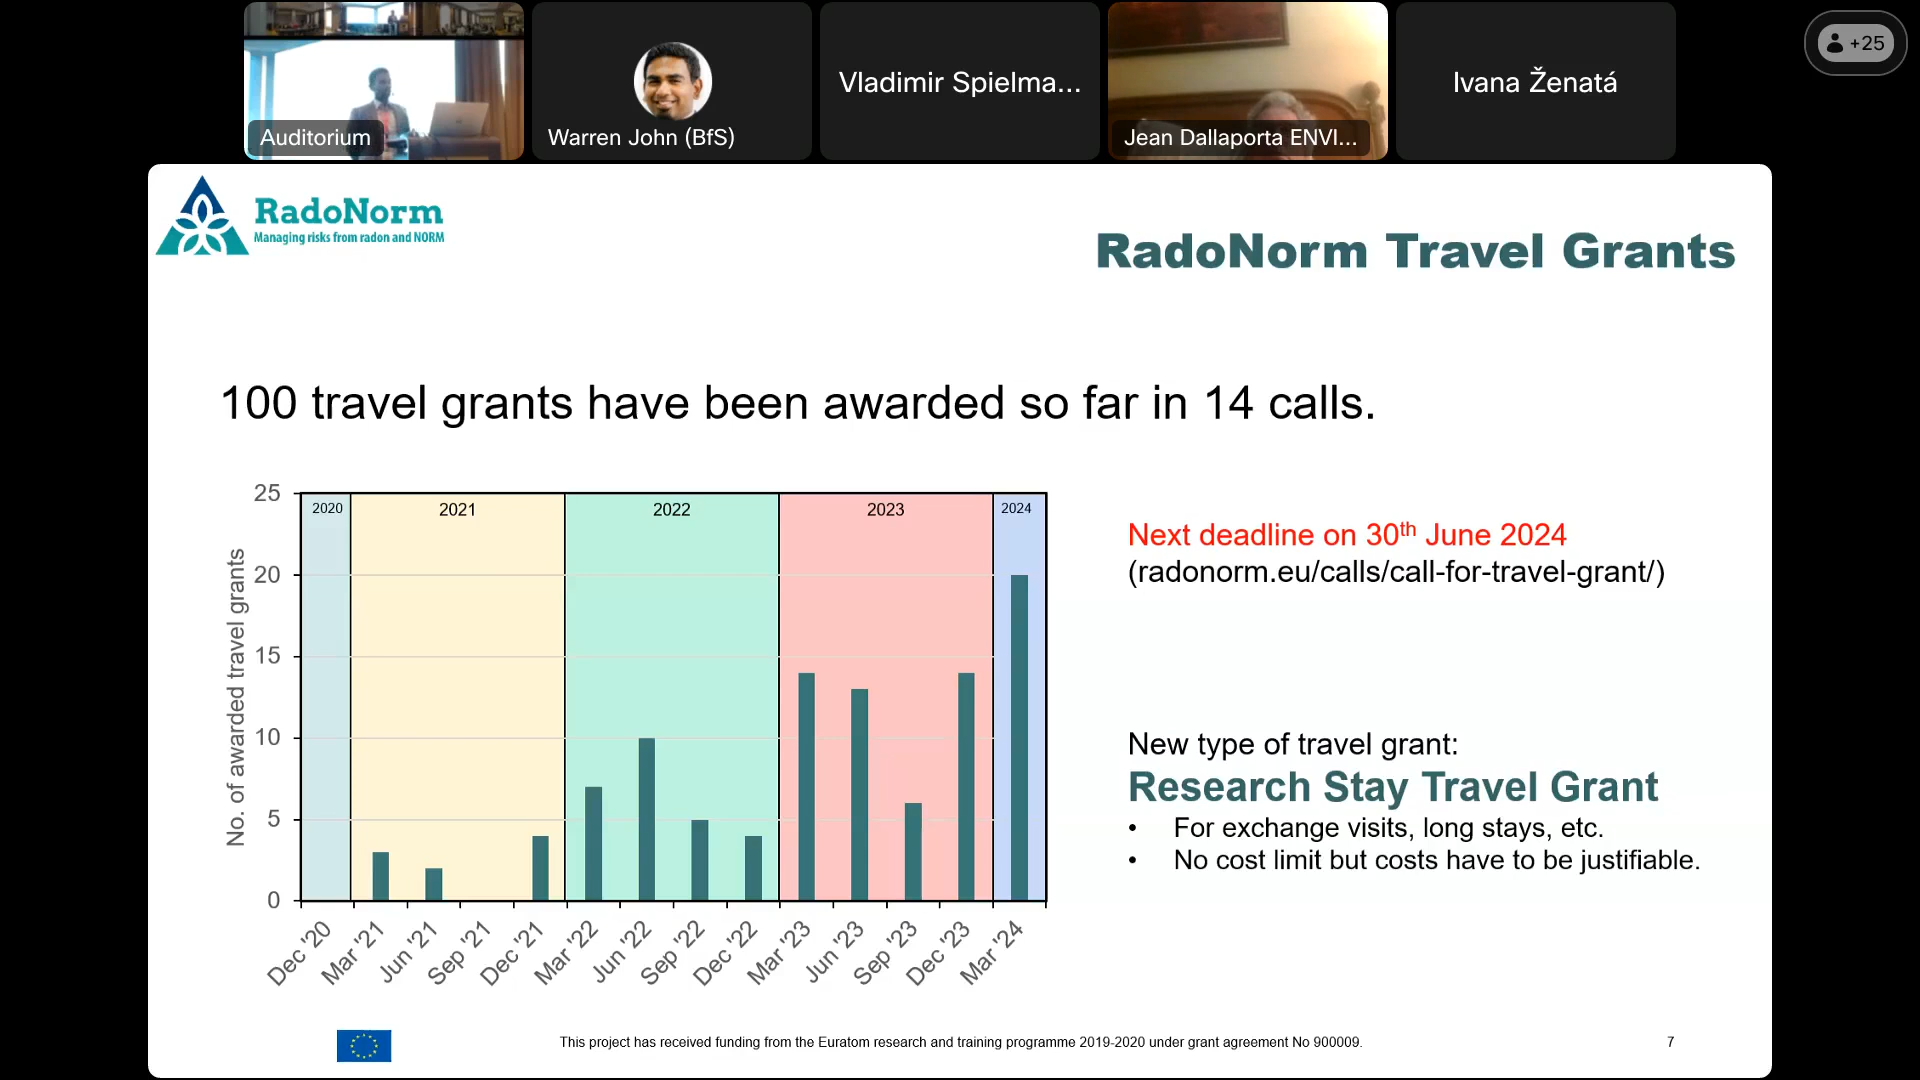 +25
Auditorium
Warren John (BfS)
Vladimir Spielma...
Jean Dallaporta ENVI...
Ivana Ženatá
RadoNorm
Managing risks from radon and NORM
RadoNorm Travel Grants
100 travel grants have been awarded so far in 14 calls.
No. of awarded travel grants
25
20
15
10
5
0
2020
2021
2022
2023
2024
Dec '20
Mar '21
Jun '21
Sep '21
Dec '21
Mar '22
Jun '22
Sep '22
Dec '22
Mar '23
Jun '23
Sep '23
Dec '23
Mar '24
Next deadline on 30th June 2024
(radonorm.eu/calls/call-for-travel-grant/)
New type of travel grant:
Research Stay Travel Grant
• For exchange visits, long stays, etc.
• No cost limit but costs have to be justifiable.
This project has received funding from the Euratom research and training programme 2019-2020 under grant agreement No 900009.
7